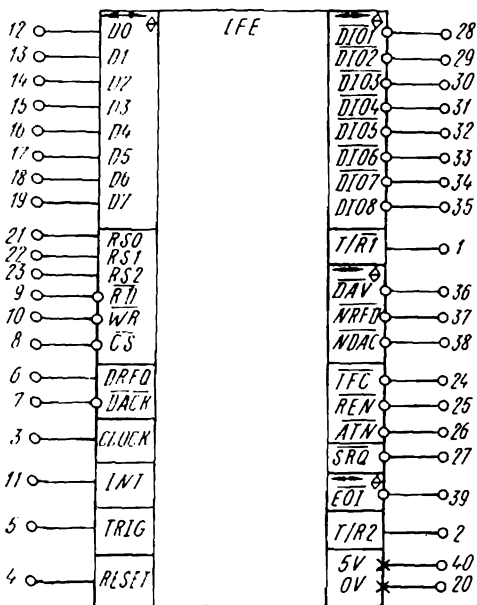 IFE
12 D0
13 D1
14 D2
15 D3
16 D4
17 D5
18 D6
19 D7
21 RS0
22 RS1
23 RS2
9 RD
10 WR
8 CS
6 DRFQ
7 DACK
3 CLOCK
11 INT
5 TRIG
4 RESET
DIO1 28
DIO2 29
DIO3 30
DIO4 31
DIO5 32
DIO6 33
DIO7 34
DIO8 35
T/R1 1
DAV 36
NRFD 37
NDAC 38
IFC 24
REN 25
ATN 26
SRQ 27
EOI 39
T/R2 2
5V 40
0V 20